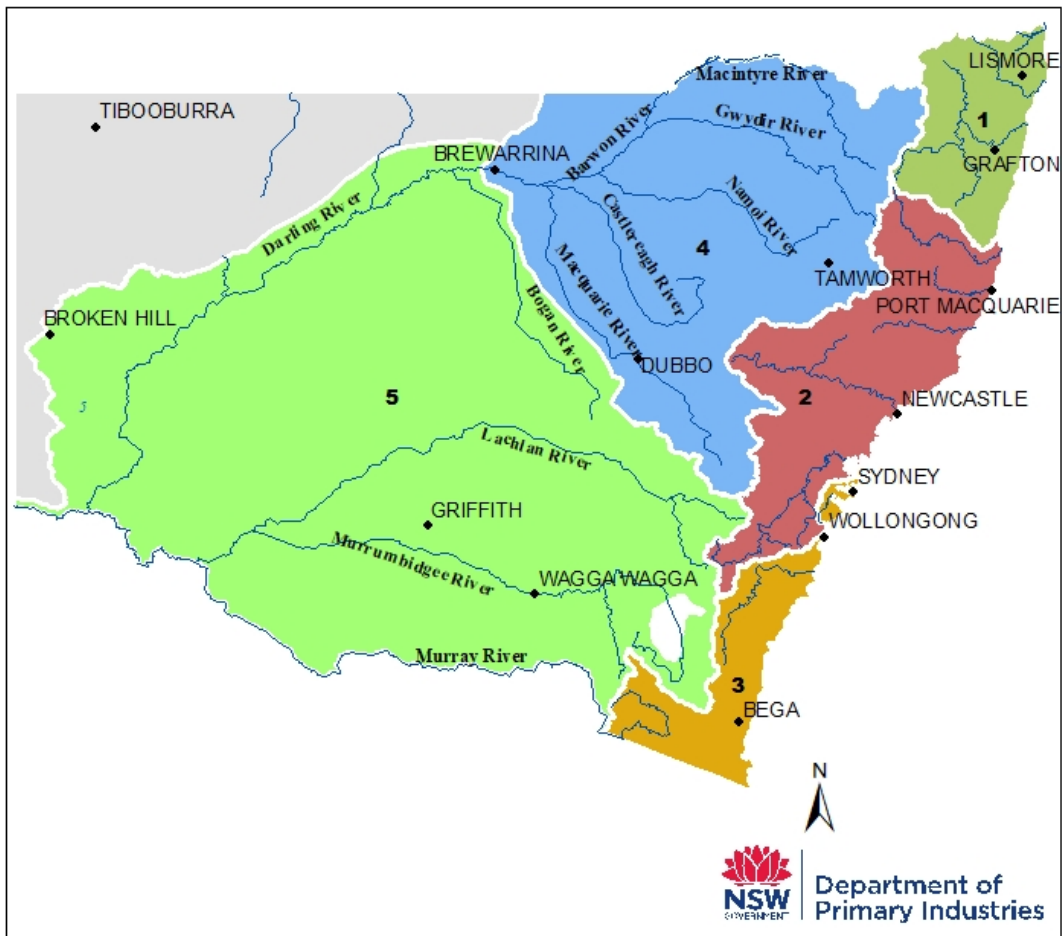 LISMORE
Macintyre River
TIBOOBURRA
Gwydir River
1
Barwon River
BREWARRINA
GRAFTON
Namoi River
Castlereagh River
Darling River
4
TAMWORTH
Macquarie River
PORT MACQUARIE
BROKEN HILL
Bogan River
DUBBO
5
5
2
NEWCASTLE
Lachlan River
SYDNEY
GRIFFITH
WOLLONGONG
Murrumbidgee River
WAGGA WAGGA
Murray River
3
BEGA
N
NSW
GOVERNMENT
Department of
Primary Industries